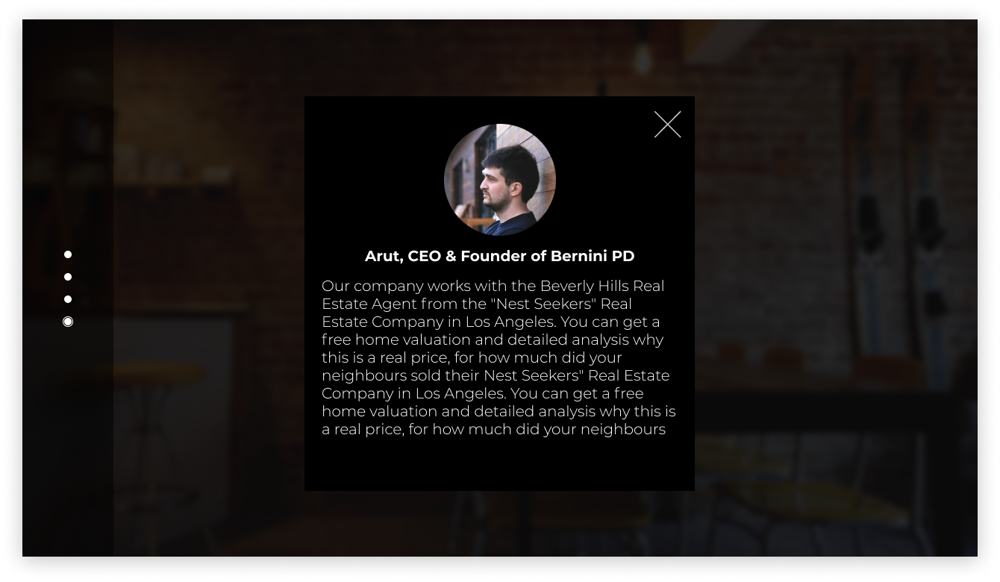 Arut, CEO & Founder of Bernini PD
Our company works with the Beverly Hills Real
Estate Agent from the "Nest Seekers" Real
Estate Company in Los Angeles. You can get a
free home valuation and detailed analysis why
this is a real price, for how much did your
neighbours sold their Nest Seekers" Real Estate
Company in Los Angeles. You can get a free
home valuation and detailed analysis why this is
a real price, for how much did your neighbours